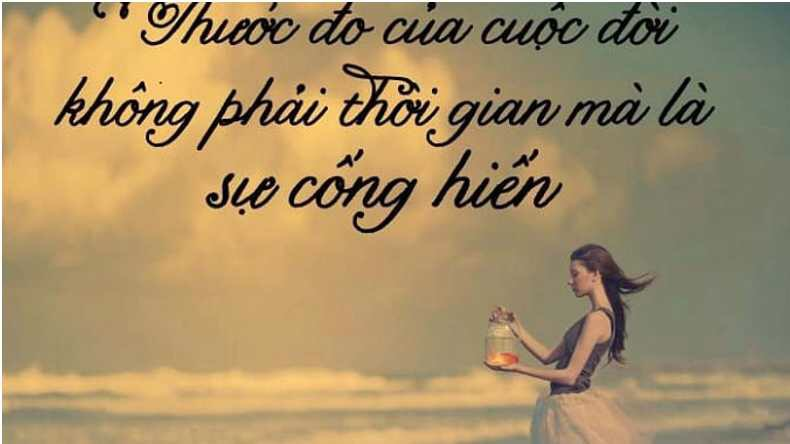 “Thước đo của cuộc đời
không phải thời gian mà là
sự cống hiến